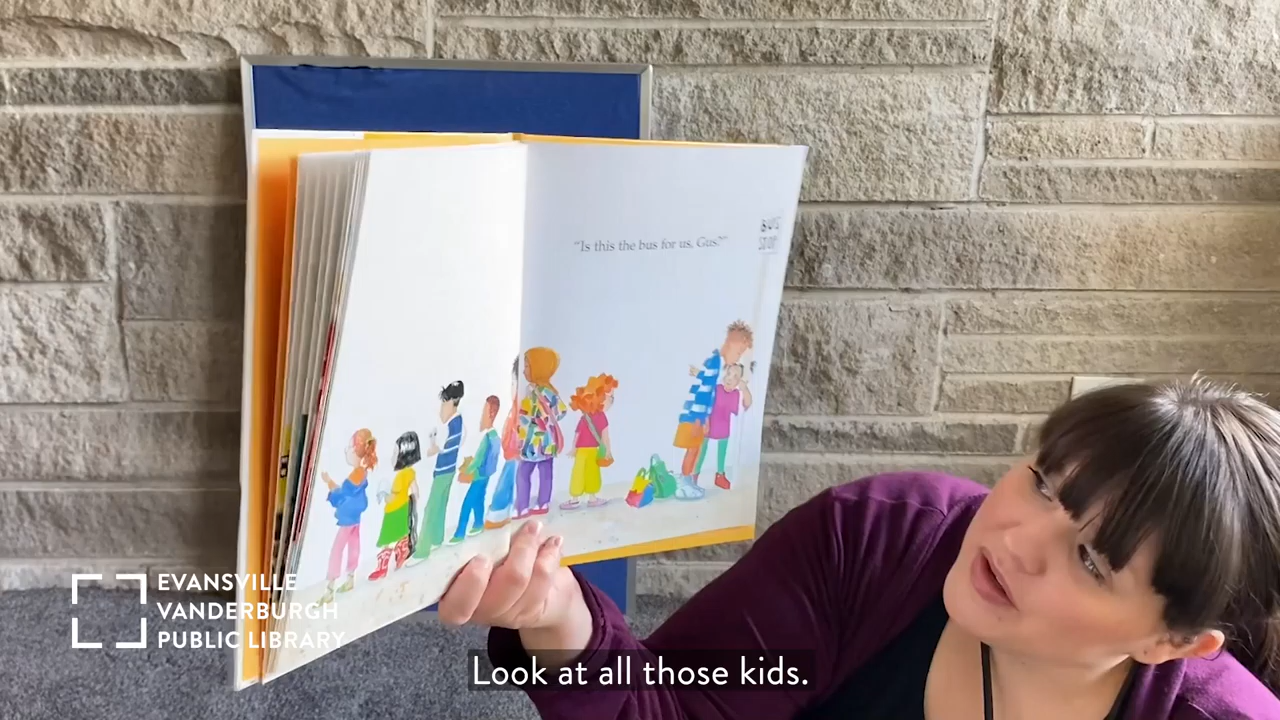 "Is this the bus for us, Gus?"
BUS
STOP
EVANSVILLE
VANDERBURGH
PUBLIC LIBRARY
Look at all those kids.